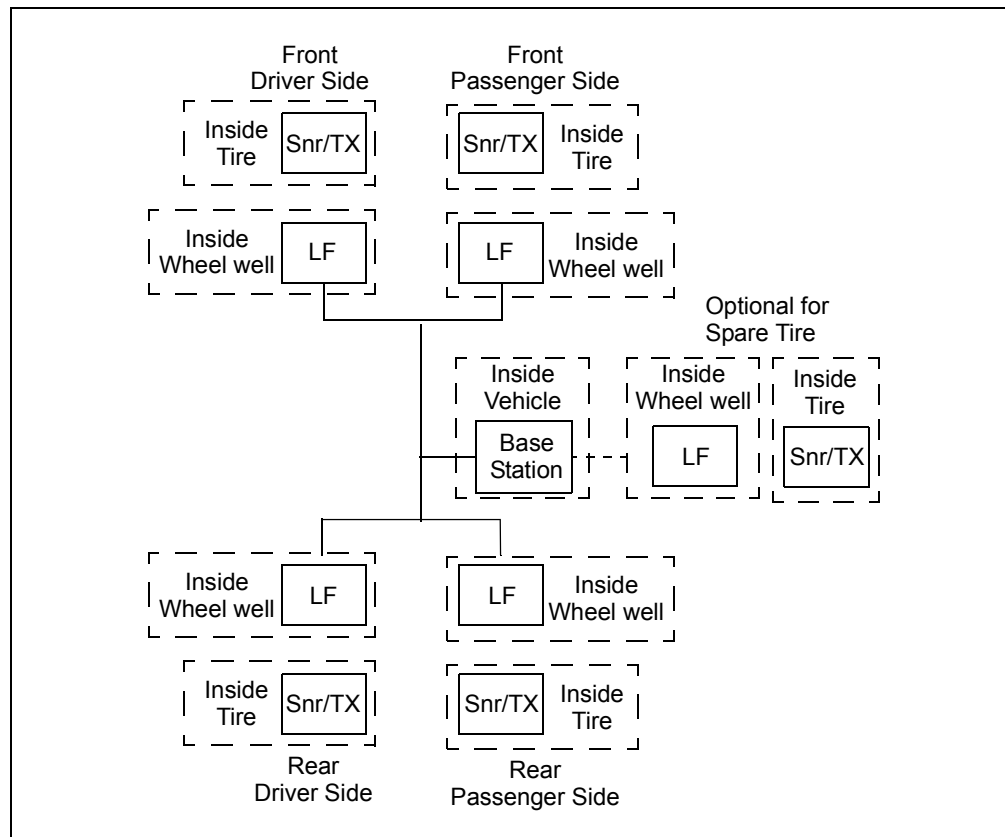 Front
Driver Side
Front
Passenger Side
Inside
Tire
Snr/TX
Snr/TX
Inside
Tire
Inside
Wheel well
LF
LF
Inside
Wheel well
Optional for
Spare Tire
Inside
Vehicle
Base
Station
Inside
Wheel well
LF
Inside
Tire
Snr/TX
Inside
Wheel well
LF
LF
Inside
Wheel well
Inside
Tire
Snr/TX
Snr/TX
Inside
Tire
Rear
Driver Side
Rear
Passenger Side